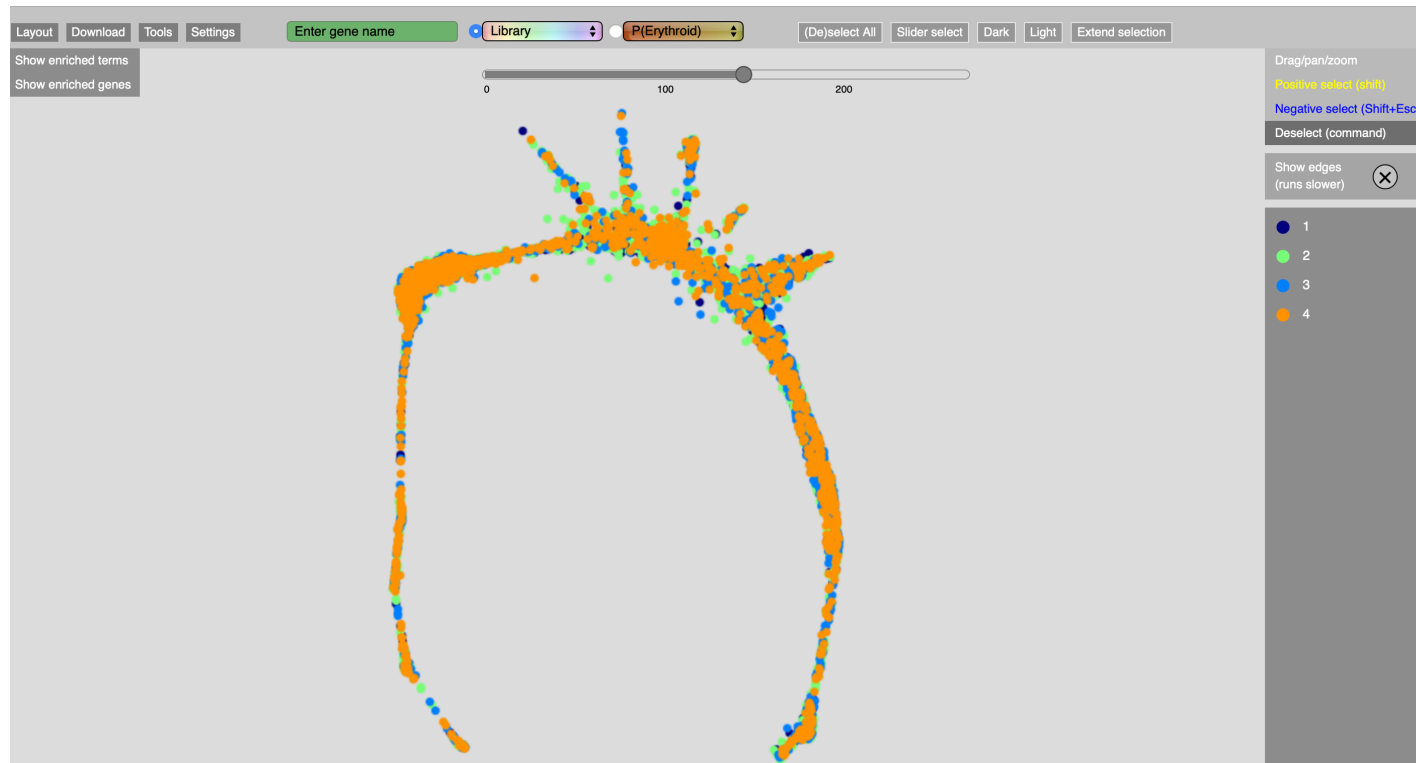 Layout Download Tools Settings Enter gene name Library P(Erythroid) (De)select All Slider select Dark Light Extend selection
Show enriched terms
Show enriched genes
0 100 200
Drag/pan/zoom
Positive select (shift)
Negative select (Shift+Esc
Deselect (command)
Show edges
(runs slower)
1
2
3
4